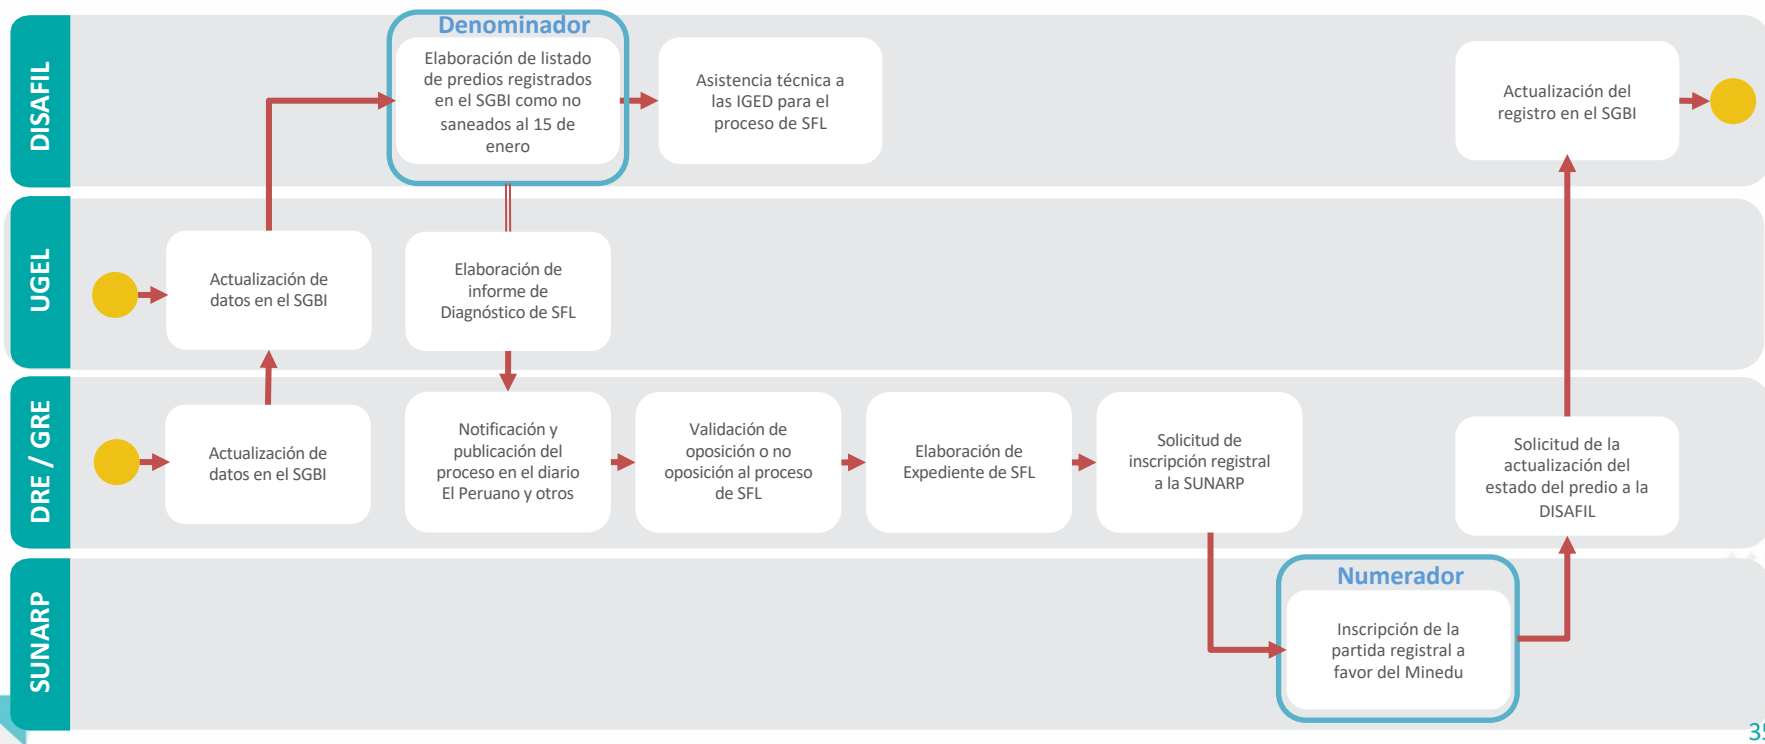 DISAFIL
Denominador
Elaboración de listado
de predios registrados
en el SGBI como no
saneados al 15 de
enero
Asistencia técnica a
las IGED para el
proceso de SFL
Actualización del
registro en el SGBI
UGEL
Actualización de
datos en el SGBI
Elaboración de
informe de
Diagnóstico de SFL
DRE / GRE
Actualización de
datos en el SGBI
Notificación y
publicación del
proceso en el diario
El Peruano y otros
Validación de
oposición o no
oposición al proceso
de SFL
Elaboración de
Expediente de SFL
Solicitud de
inscripción registral
a la SUNARP
Solicitud de la
actualización del
estado del predio a la
DISAFIL
SUNARP
Numerador
Inscripción de la
partida registral a
favor del Minedu
35